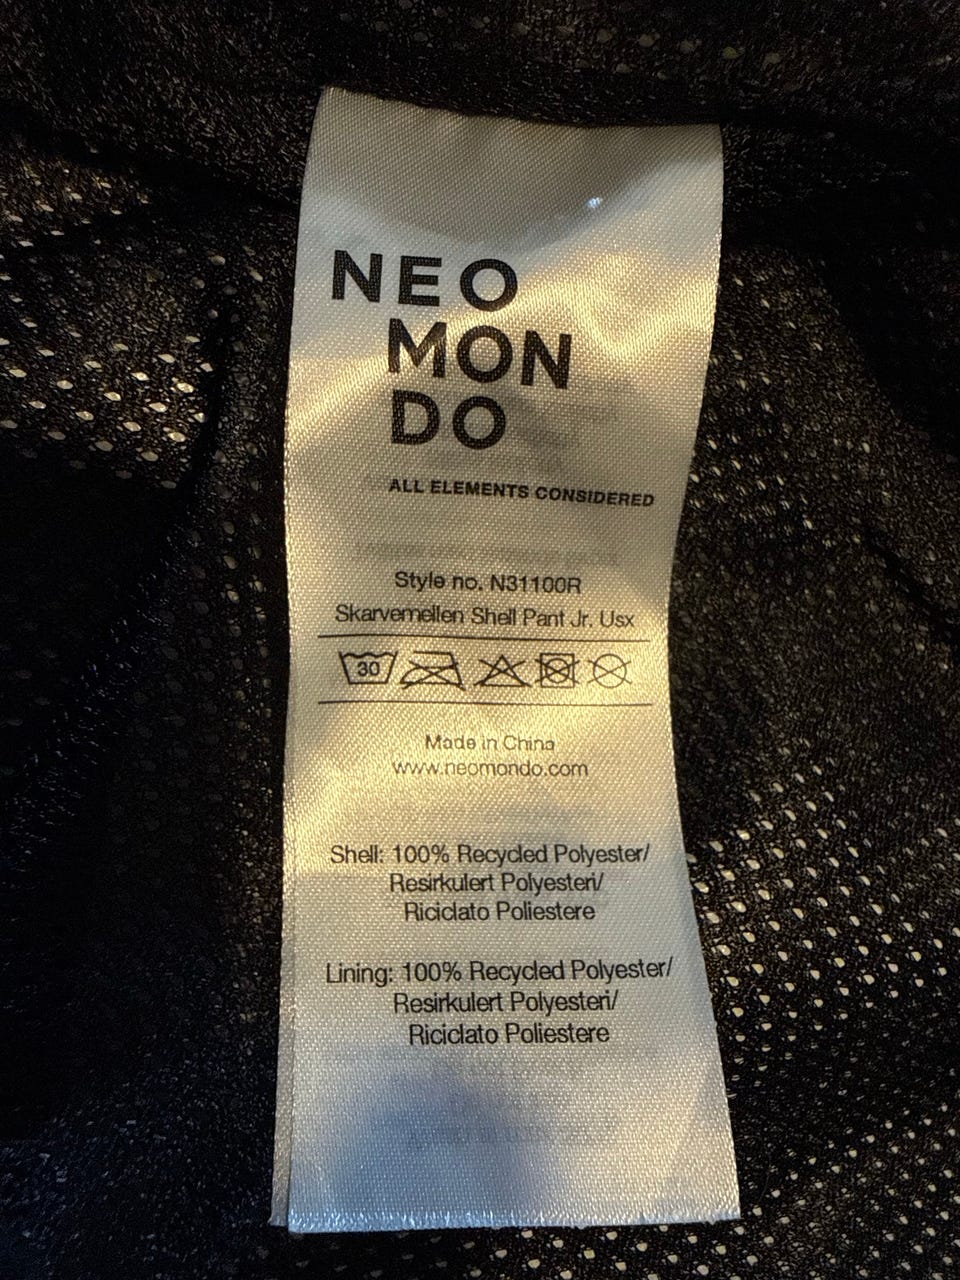 NEO
MON
DO
ALL ELEMENTS CONSIDERED
Style no. N31100R
Skarvemellen Shell Pant Jr. Usx
30
Made in China
www.neomondo.com
Shell: 100% Recycled Polyester/
Resirkulert Polyesteri/
Riciclato Poliestere
Lining: 100% Recycled Polyester/
Resirkulert Polyesteri/
Riciclato Poliestere